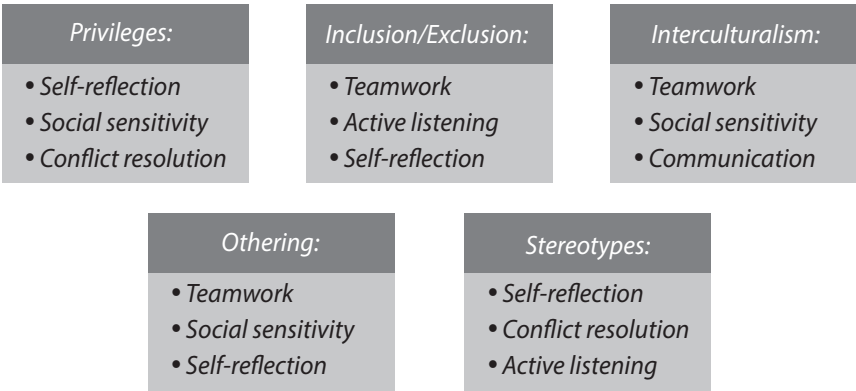 Privileges:
• Self-reflection
• Social sensitivity
• Conflict resolution
Inclusion/Exclusion:
• Teamwork
• Active listening
• Self-reflection
Interculturalism:
• Teamwork
• Social sensitivity
• Communication
Othering:
• Teamwork
• Social sensitivity
• Self-reflection
Stereotypes:
• Self-reflection
• Conflict resolution
• Active listening